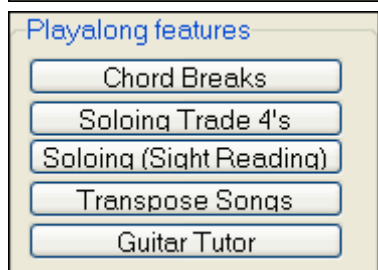 Playalong features
Chord Breaks
Soloing Trade 4's
Soloing (Sight Reading)
Transpose Songs
Guitar Tutor